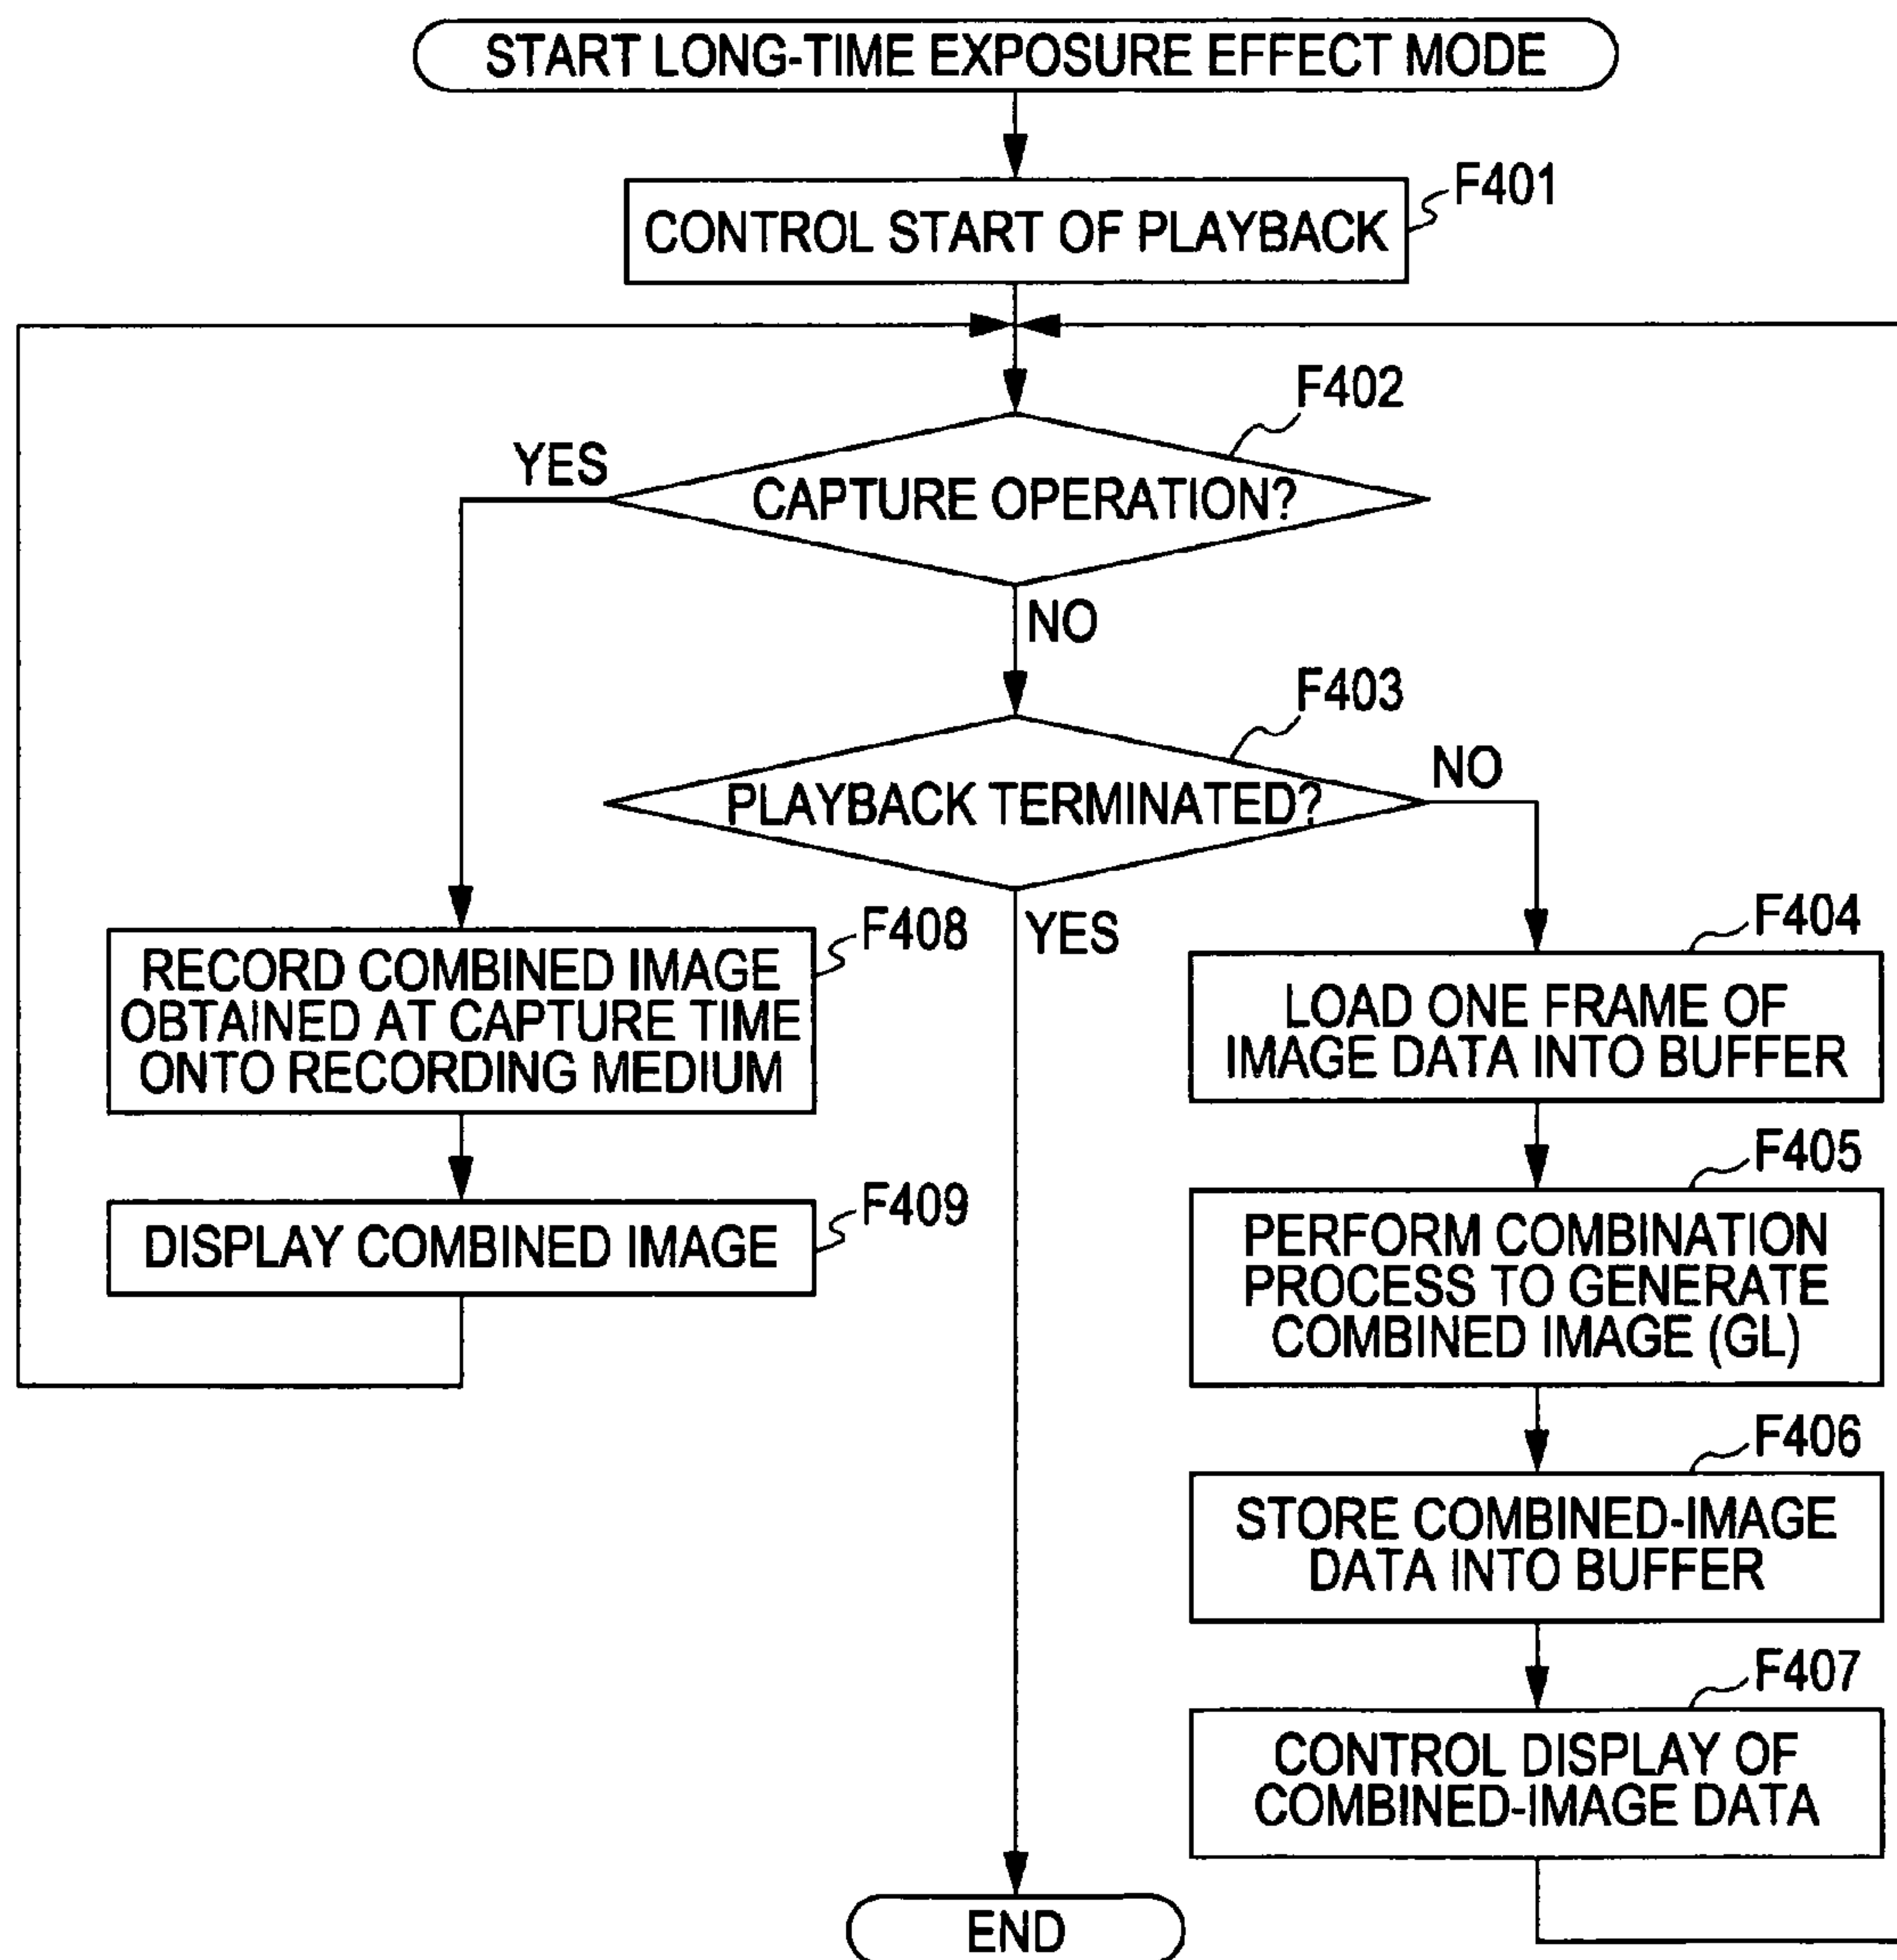 START LONG-TIME EXPOSURE EFFECT MODE
F401
CONTROL START OF PLAYBACK
F402
YES
CAPTURE OPERATION?
NO
F403
NO
PLAYBACK TERMINATED?
YES
F408
RECORD COMBINED IMAGE
OBTAINED AT CAPTURE TIME
ONTO RECORDING MEDIUM
F409
DISPLAY COMBINED IMAGE
F404
LOAD ONE FRAME OF
IMAGE DATA INTO BUFFER
F405
PERFORM COMBINATION
PROCESS TO GENERATE
COMBINED IMAGE (GL)
F406
STORE COMBINED-IMAGE
DATA INTO BUFFER
F407
CONTROL DISPLAY OF
COMBINED-IMAGE DATA
END